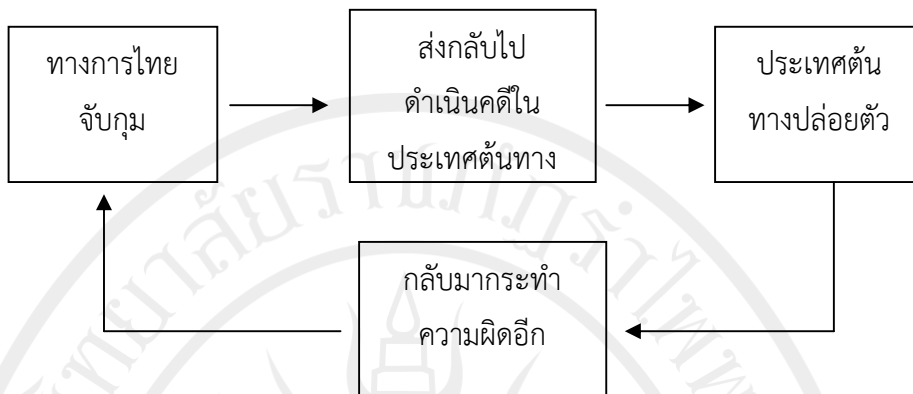 ทางการไทย
จับกุม
ส่งกลับไป
ดำเนินคดีใน
ประเทศต้นทาง
ประเทศต้น
ทางปล่อยตัว
กลับมากระทำ
ความผิดอีก